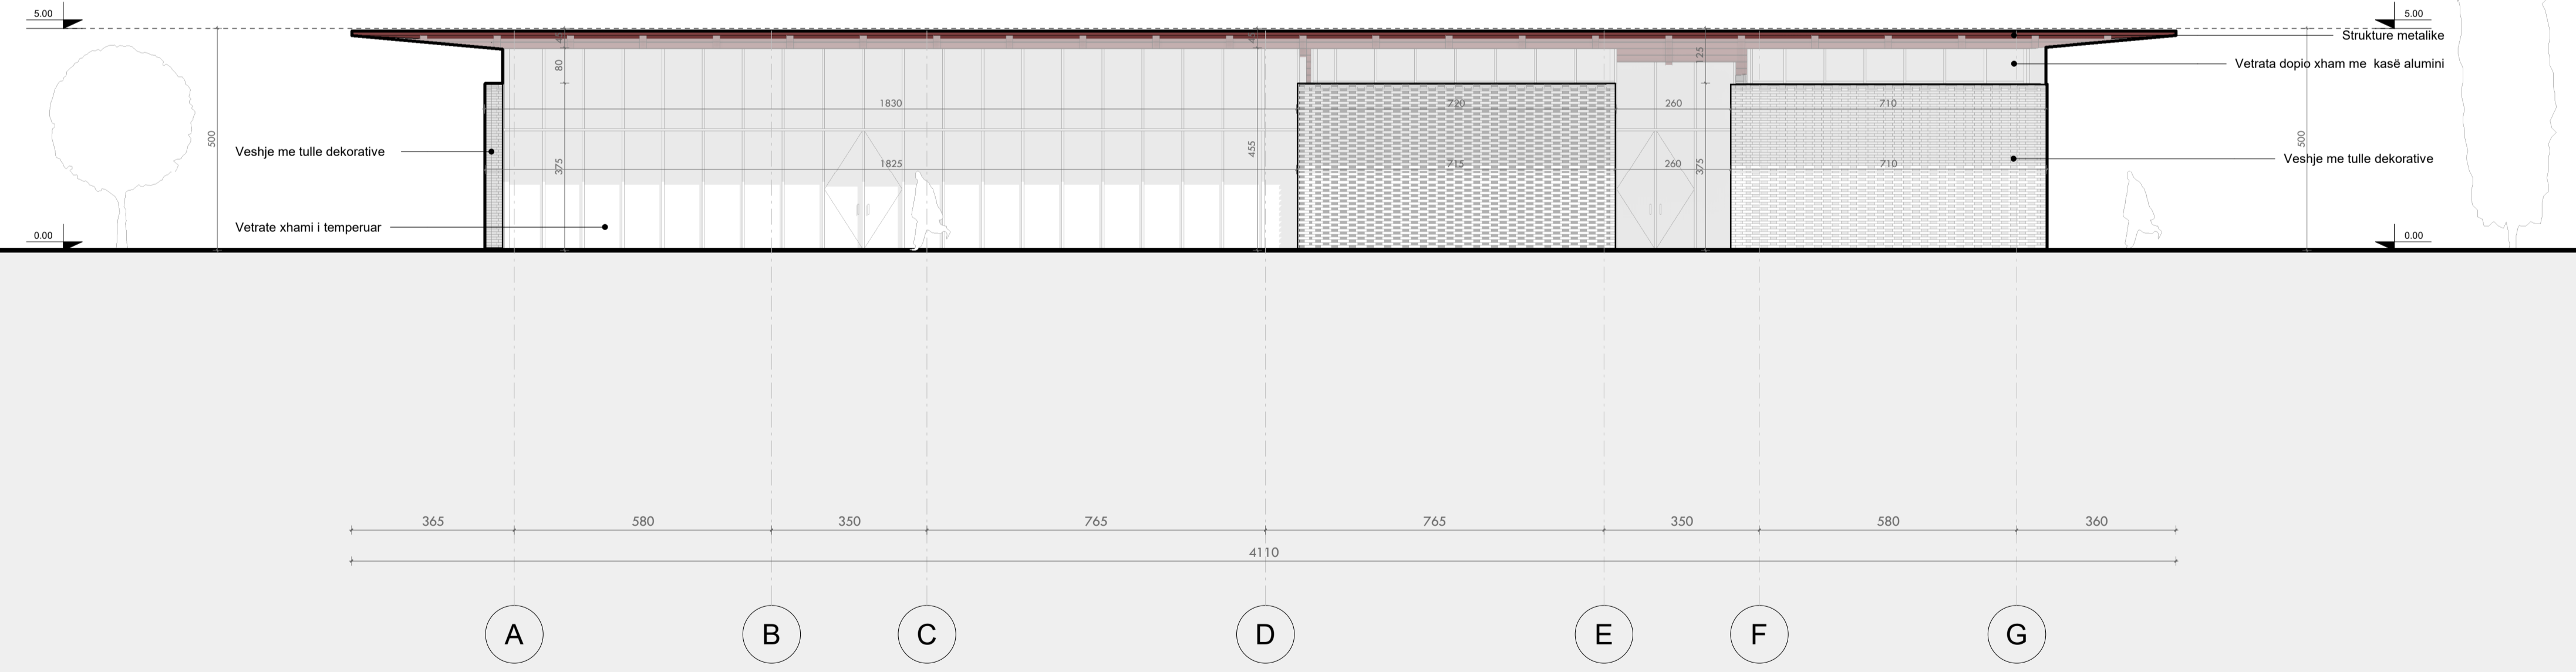 5.00
5.00
Strukture metalike
45
45
80
125
Vetrata dopio xham me kasë alumini
1830
720
260
710
500
Veshje me tulle dekorative
375
1825
455
715
260
375
710
500
Veshje me tulle dekorative
Vetrate xhami i temperuar
0.00
0.00
365
580
350
765
765
350
580
360
4110
A
B
C
D
E
F
G